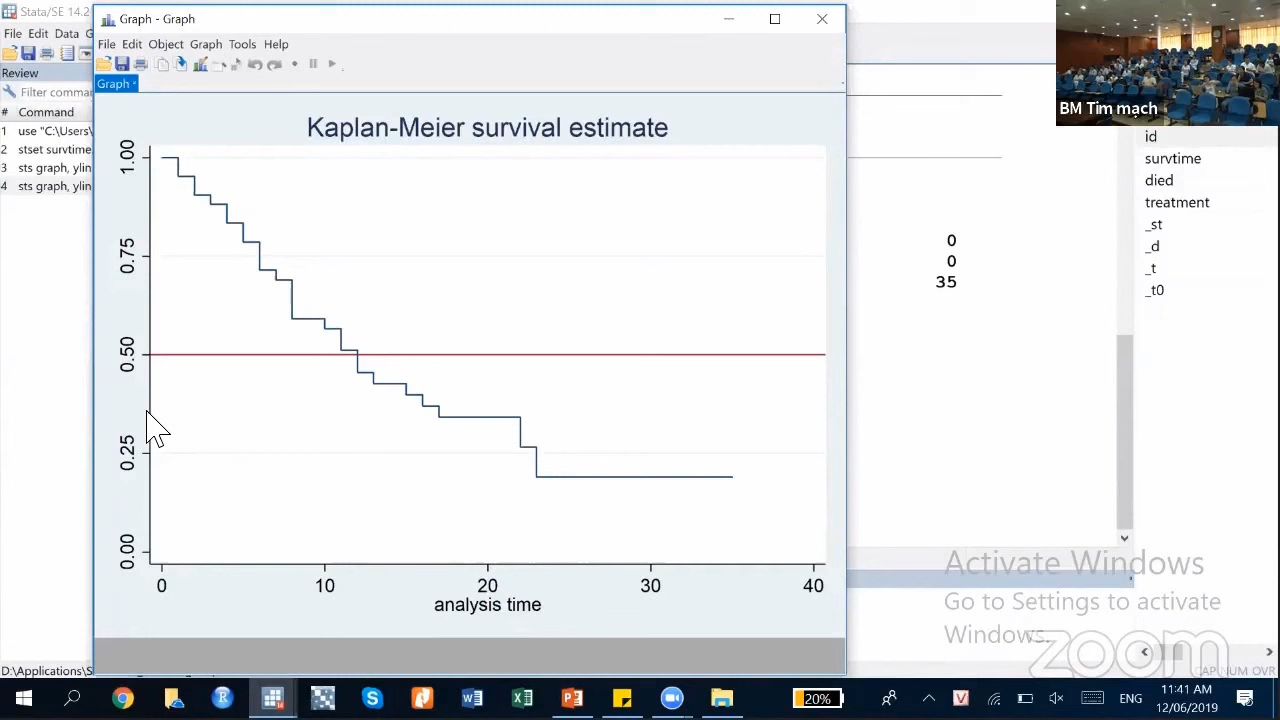 Stata/SE 14.2
File Edit Data
Review
Filter comma
# Command
1 use "C:\Users\
2 stset survtime
3 sts graph, ylin
4 sts graph, ylin
D:\Applications\S
Graph - Graph
File Edit Object Graph Tools Help
Graph
Kaplan-Meier survival estimate
1.00
0.75
0.50
0.25
0.00
0 10 20 30 40
analysis time
0
0
35
BM Tim mạch
id
survtime
died
treatment
_st
_d
_t
_t0
Activate Windows
Go to Settings to activate
Windows.
zoom
CAP NUM OVR
20%
ENG
11:41 AM
12/06/2019